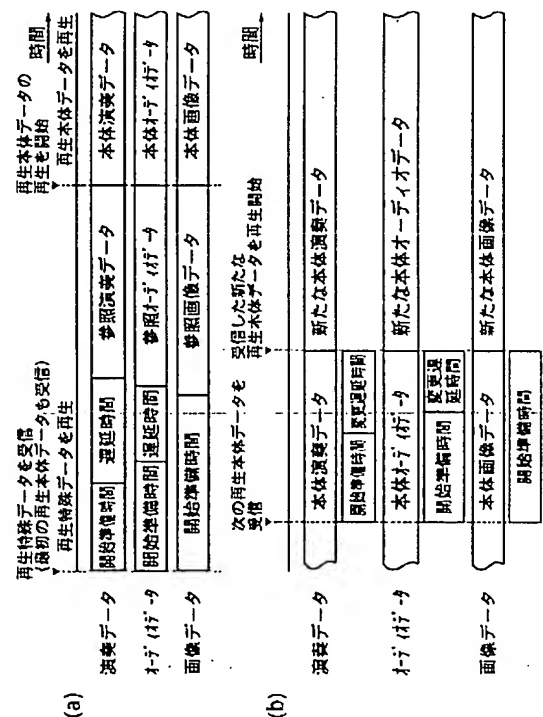 (a)
再生特殊データを受信
(最初の再生本体データも受信)
再生特殊データを再生
再生本体データの
再生を開始
再生本体データを再生
時間
演奏データ
開始準備時間
遅延時間
参照演奏データ
本体演奏データ
オーディオデータ
開始準備時間
遅延時間
参照オーディオデータ
本体オーディオデータ
画像データ
開始準備時間
参照画像データ
本体画像データ
(b)
次の再生本体データを
受信
受信した新たな
再生本体データを再生開始
時間
演奏データ
本体演奏データ
新たな本体演奏データ
開始準備時間
変更遅延時間
オーディオデータ
本体オーディオデータ
新たな本体オーディオデータ
開始準備時間
変更遅
延時間
画像データ
本体画像データ
新たな本体画像データ
開始準備時間